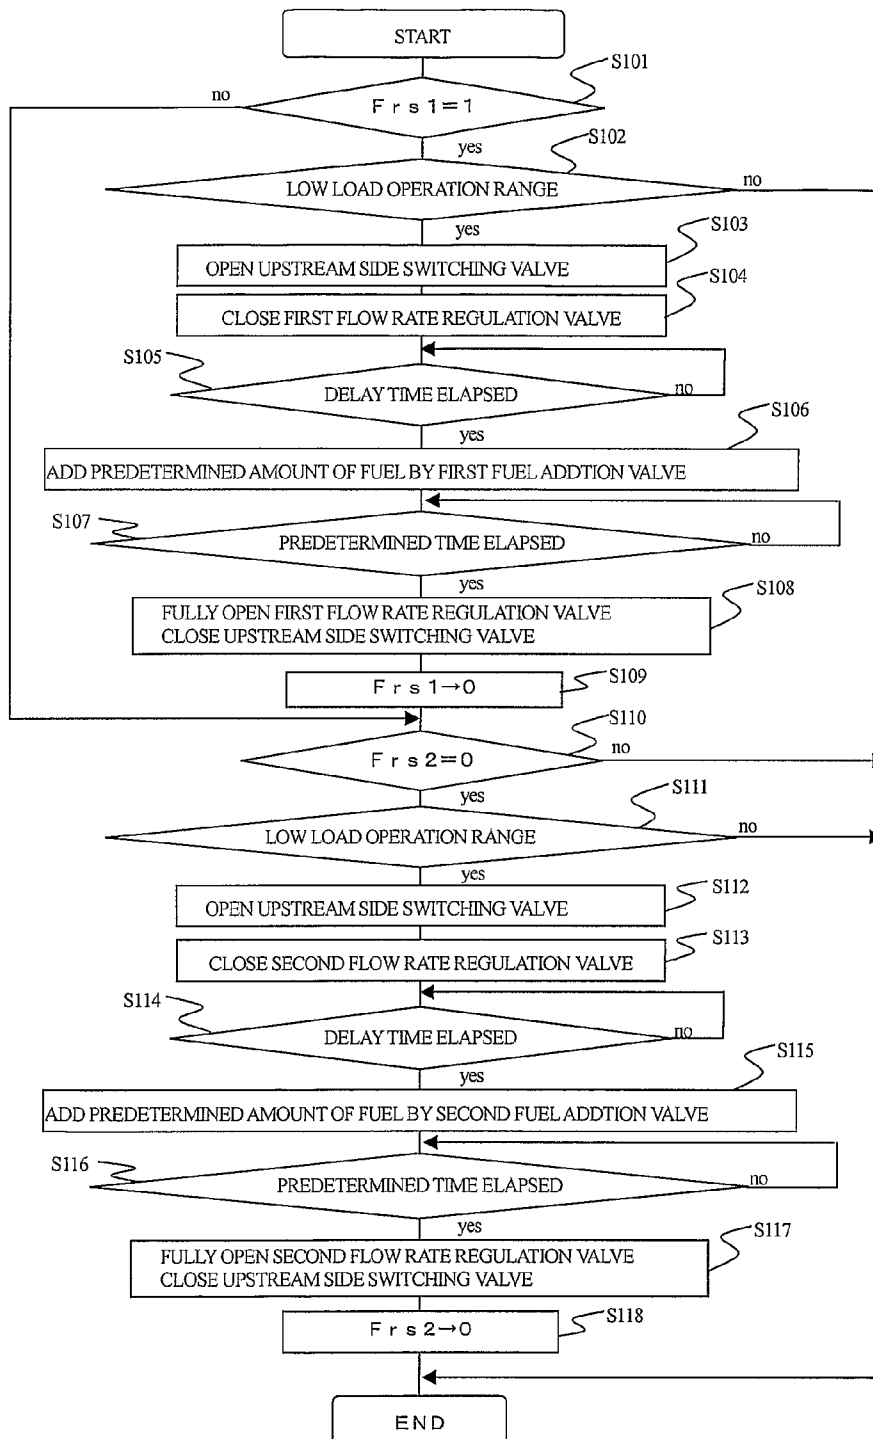 START
S101
no
Frs1=1
yes
S102
LOW LOAD OPERATION RANGE
no
yes
S103
OPEN UPSTREAM SIDE SWITCHING VALVE
S104
CLOSE FIRST FLOW RATE REGULATION VALVE
S105
DELAY TIME ELAPSED
no
yes
S106
ADD PREDETERMINED AMOUNT OF FUEL BY FIRST FUEL ADDTION VALVE
S107
PREDETERMINED TIME ELAPSED
no
yes
S108
FULLY OPEN FIRST FLOW RATE REGULATION VALVE
CLOSE UPSTREAM SIDE SWITCHING VALVE
S109
Frs1→0
S110
Frs2=0
no
yes
S111
LOW LOAD OPERATION RANGE
no
yes
S112
OPEN UPSTREAM SIDE SWITCHING VALVE
S113
CLOSE SECOND FLOW RATE REGULATION VALVE
S114
DELAY TIME ELAPSED
no
yes
S115
ADD PREDETERMINED AMOUNT OF FUEL BY SECOND FUEL ADDTION VALVE
S116
PREDETERMINED TIME ELAPSED
no
yes
S117
FULLY OPEN SECOND FLOW RATE REGULATION VALVE
CLOSE UPSTREAM SIDE SWITCHING VALVE
S118
Frs2→0
END